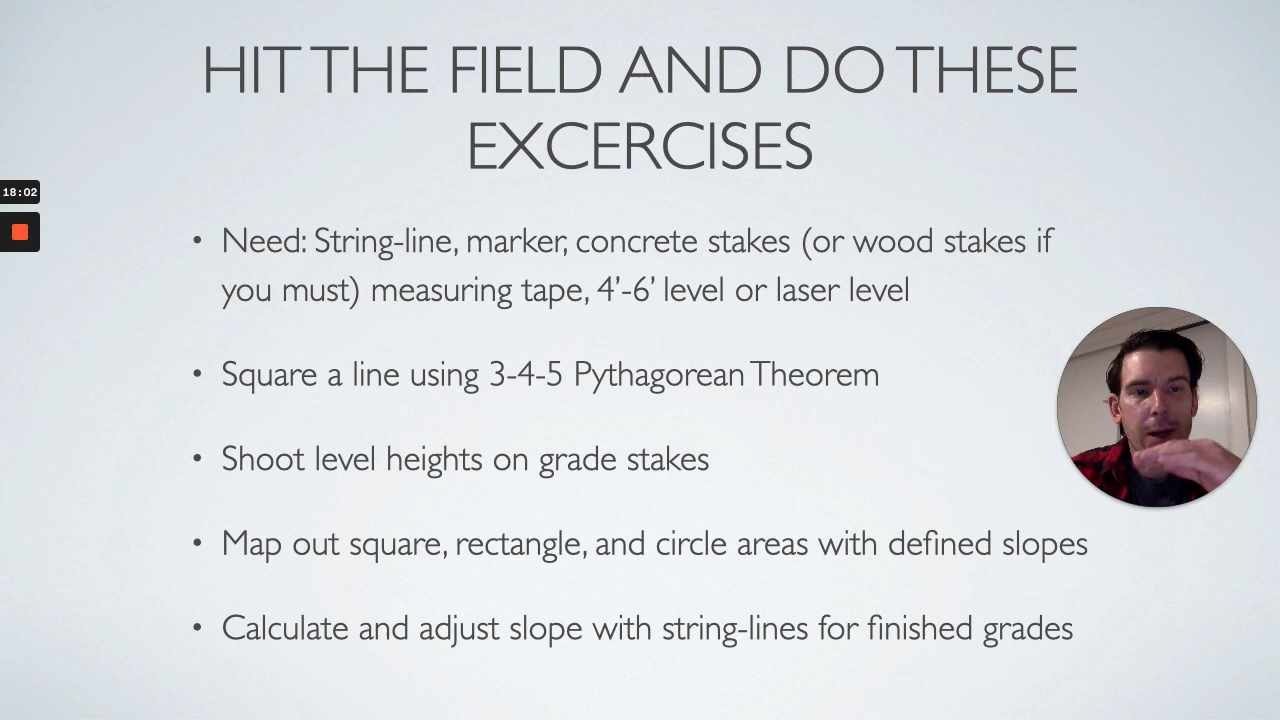 HIT THE FIELD AND DO THESE
EXCERCISES
18:02
• Need: String-line, marker, concrete stakes (or wood stakes if
you must) measuring tape, 4’-6’ level or laser level
• Square a line using 3-4-5 Pythagorean Theorem
• Shoot level heights on grade stakes
• Map out square, rectangle, and circle areas with defined slopes
• Calculate and adjust slope with string-lines for finished grades